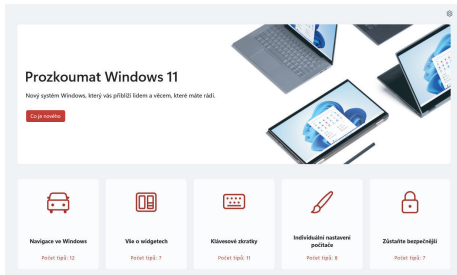 Prozkoumat Windows 11
Nový systém Windows, který vás přiblíží lidem a věcem, které máte rádi.
Co je nového
Navigace ve Windows
Vše o widgetech
Klávesové zkratky
Individuální nastavení
počítače
Zůstaňte bezpečnější
Počet tipů: 12
Počet tipů: 7
Počet tipů: 11
Počet tipů: 8
Počet tipů: 7